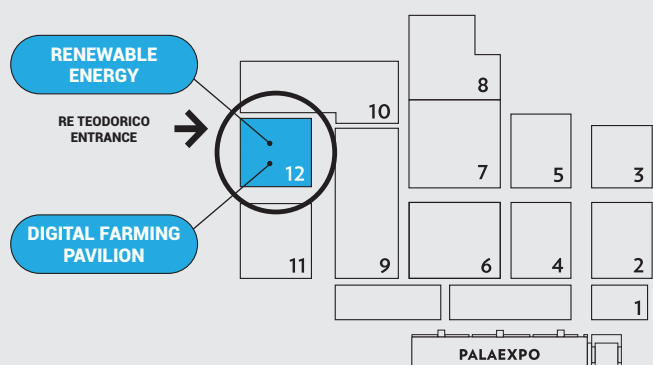 RENEWABLE
ENERGY
RE TEODORICO
ENTRANCE
DIGITAL FARMING
PAVILION
8
10
12
7
5
3
11
9
6
4
2
1
PALAEXPO